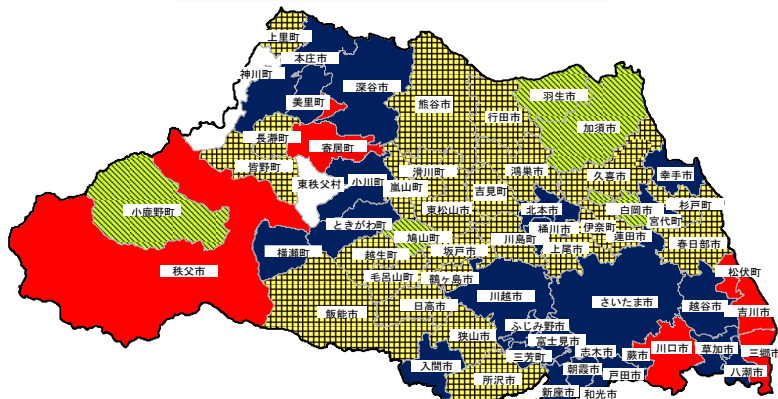 上里町
本庄市
神川町
深谷市
美里町
熊谷市
羽生市
行田市
加須市
長瀞町
寄居町
皆野町
滑川町
鴻巣市
久喜市
幸手市
東秩父村
小川町
嵐山町
吉見町
小鹿野町
東松山市
北本市
白岡市
杉戸町
宮代町
ときがわ町
桶川市
伊奈町
蓮田市
鳩山町
川島町
上尾市
春日部市
横瀬町
越生町
坂戸市
秩父市
毛呂山町
鶴ヶ島市
松伏町
川越市
さいたま市
越谷市
吉川市
飯能市
日高市
ふじみ野市
狭山市
富士見市
三芳町
志木市
蕨市
川口市
草加市
三郷市
入間市
朝霞市
戸田市
八潮市
所沢市
新座市
和光市